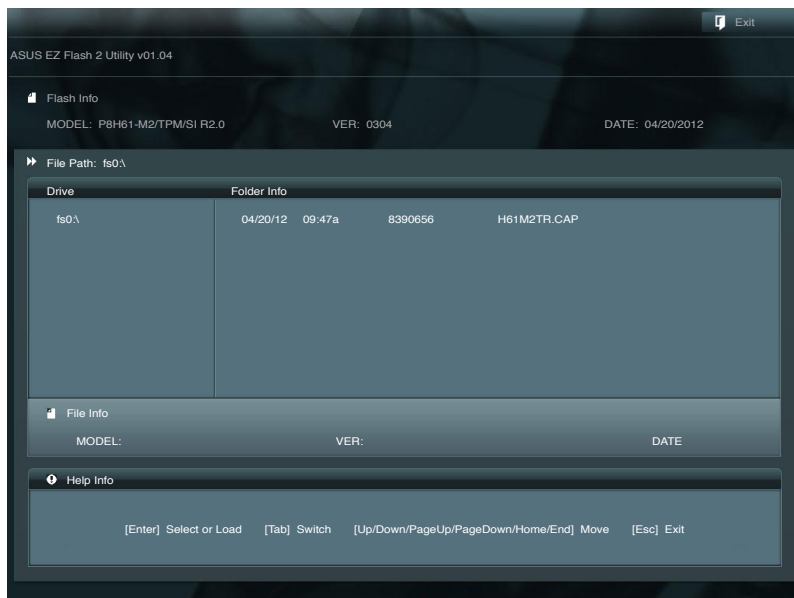 Exit
ASUS EZ Flash 2 Utility v01.04
Flash Info
MODEL: P8H61-M2/TPM/SI R2.0 VER: 0304 DATE: 04/20/2012
File Path: fs0:\
Drive Folder Info
fs0:\ 04/20/12 09:47a 8390656 H61M2TR.CAP
File Info
MODEL: VER: DATE
Help Info
[Enter] Select or Load [Tab] Switch [Up/Down/PageUp/PageDown/Home/End] Move [Esc] Exit